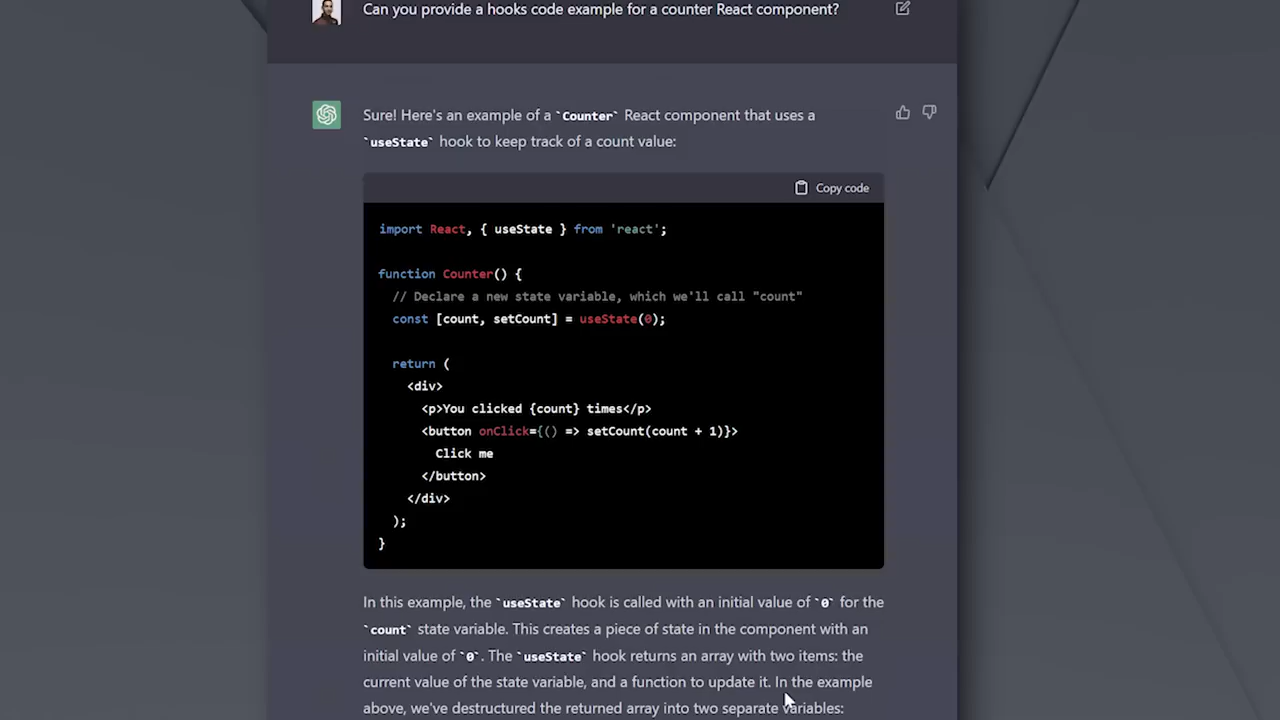 Can you provide a hooks code example for a counter React component?
Sure! Here's an example of a `Counter` React component that uses a
`useState` hook to keep track of a count value:
Copy code
import React, { useState } from 'react';
function Counter() {
// Declare a new state variable, which we'll call "count"
const [count, setCount] = useState(0);
return (
<div>
<p>You clicked {count} times</p>
<button onClick={() => setCount(count + 1)}>
Click me
</button>
</div>
);
}
In this example, the `useState` hook is called with an initial value of `0` for the
`count` state variable. This creates a piece of state in the component with an
initial value of `0`. The `useState` hook returns an array with two items: the
current value of the state variable, and a function to update it. In the example
above, we've destructured the returned array into two separate variables: